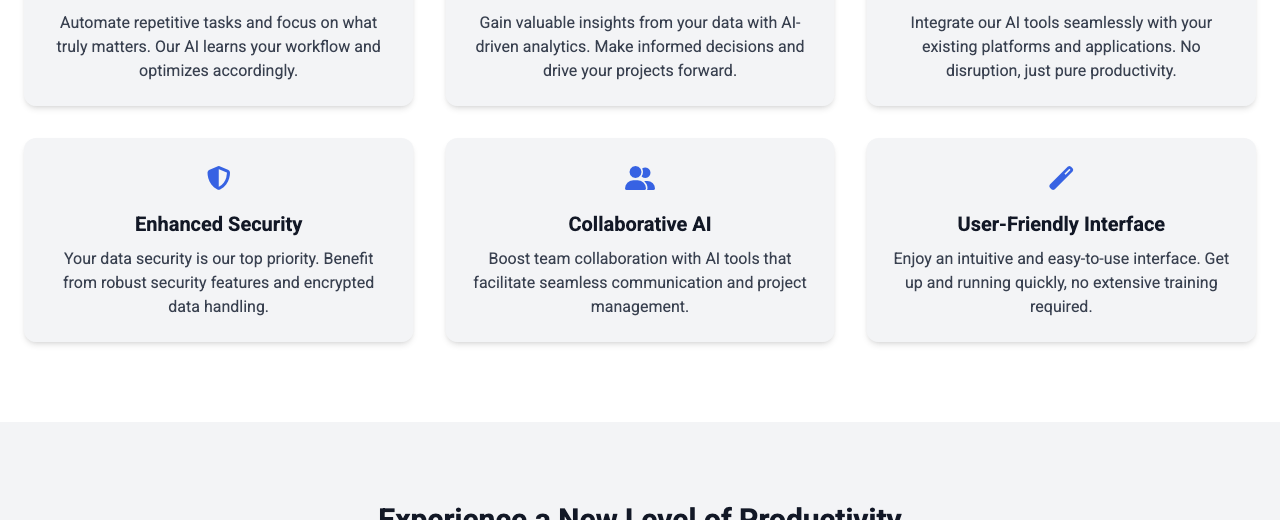 Automate repetitive tasks and focus on what
truly matters. Our AI learns your workflow and
optimizes accordingly.
Gain valuable insights from your data with AI-
driven analytics. Make informed decisions and
drive your projects forward.
Integrate our AI tools seamlessly with your
existing platforms and applications. No
disruption, just pure productivity.
Enhanced Security
Your data security is our top priority. Benefit
from robust security features and encrypted
data handling.
Collaborative AI
Boost team collaboration with AI tools that
facilitate seamless communication and project
management.
User-Friendly Interface
Enjoy an intuitive and easy-to-use interface. Get
up and running quickly, no extensive training
required.
Experience a New Level of Productivity